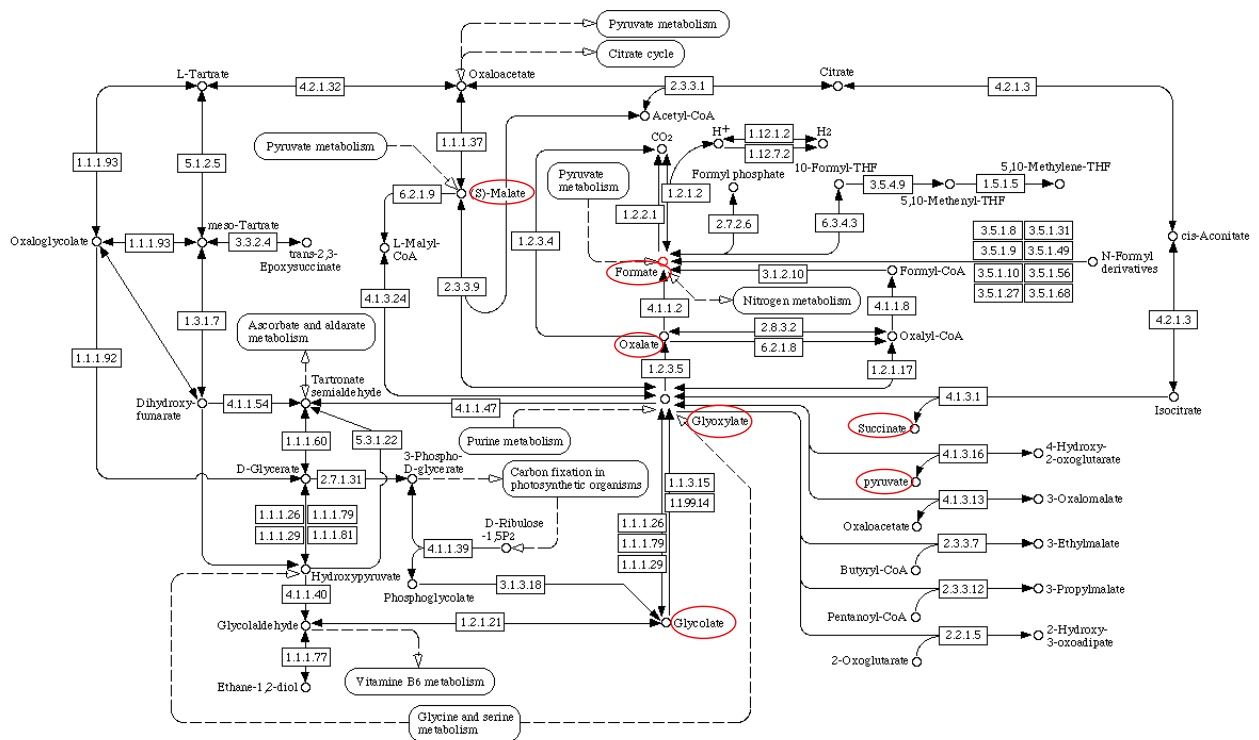 Pyruvate metabolism
Citrate cycle
L-Tartrate
4.2.1.32
Oxaloacetate
2.3.3.1
Citrate
4.2.1.3
Acetyl-CoA
CO2
H+
1.12.1.2
H2
1.12.7.2
1.1.1.93
5.1.2.5
1.1.1.37
Pyruvate metabolism
Pyruvate
metabolism
Formyl phosphate
10-Formyl-THF
5,10-Methylene-THF
3.5.4.9
1.5.1.5
5,10-Methenyl-THF
6.2.1.9
(S)-Malate
1.2.1.2
1.2.2.1
2.7.2.6
6.3.4.3
meso-Tartrate
Oxaloglycolate
1.1.1.93
3.3.2.4
trans-2,3-
Epoxysuccinate
L-Malyl-
CoA
1.2.3.4
3.5.1.8
3.5.1.31
3.5.1.9
3.5.1.49
3.5.1.10
3.5.1.56
3.5.1.27
3.5.1.68
cis-Aconitate
N-Formyl
derivatives
Formate
3.1.2.10
Formyl-CoA
4.1.3.24
2.3.3.9
Nitrogen metabolism
4.1.1.2
4.1.1.8
1.3.1.7
Ascorbate and aldarate
metabolism
Oxalate
2.8.3.2
6.2.1.8
Oxalyl-CoA
4.2.1.3
1.1.1.92
1.2.3.5
1.2.1.17
Tartronate
semialdehyde
Dihydroxy-
fumarate
4.1.1.54
4.1.1.47
4.1.3.1
Isocitrate
Glyoxylate
Succinate
1.1.1.60
5.3.1.22
Purine metabolism
4-Hydroxy-
2-oxoglutarate
4.1.3.16
pyruvate
D-Glycerate
2.7.1.31
3-Phospho-
D-glycerate
Carbon fixation in
photosynthetic organisms
1.1.3.15
1.1.99.14
4.1.3.13
3-Oxalomalate
Oxaloacetate
1.1.1.26
1.1.1.79
1.1.1.29
1.1.1.81
D-Ribulose
-1,5P2
4.1.1.39
1.1.1.26
1.1.1.79
1.1.1.29
2.3.3.7
3-Ethylmalate
Butyryl-CoA
Hydroxypyruvate
3.1.3.18
Phosphoglycolate
4.1.1.40
2.3.3.12
3-Propylmalate
Pentanoyl-CoA
Glycolaldehyde
1.2.1.21
Glycolate
2.2.1.5
2-Hydroxy-
3-oxoadipate
2-Oxoglutarate
1.1.1.77
Vitamine B6 metabolism
Ethane-1,2-diol
Glycine and serine
metabolism